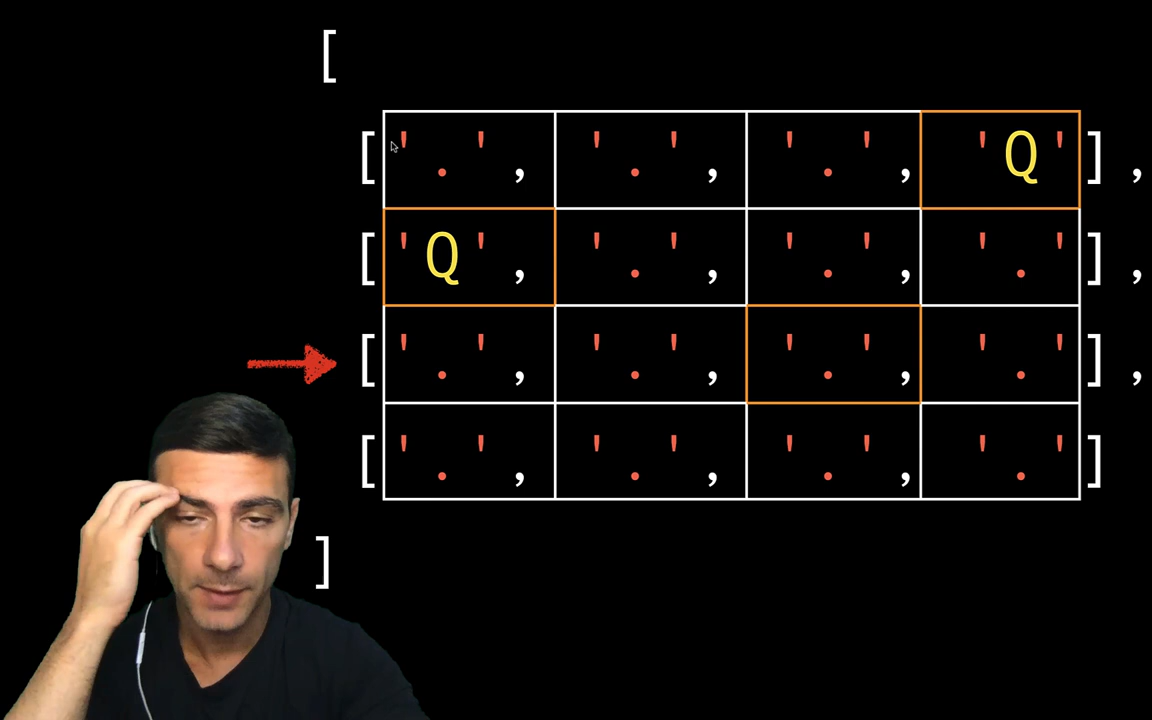 [
['.', '.', '.', 'Q'],
['Q', '.', '.', '.'],
['.', '.', '.', '.'],
['.', '.', '.', '.']
]